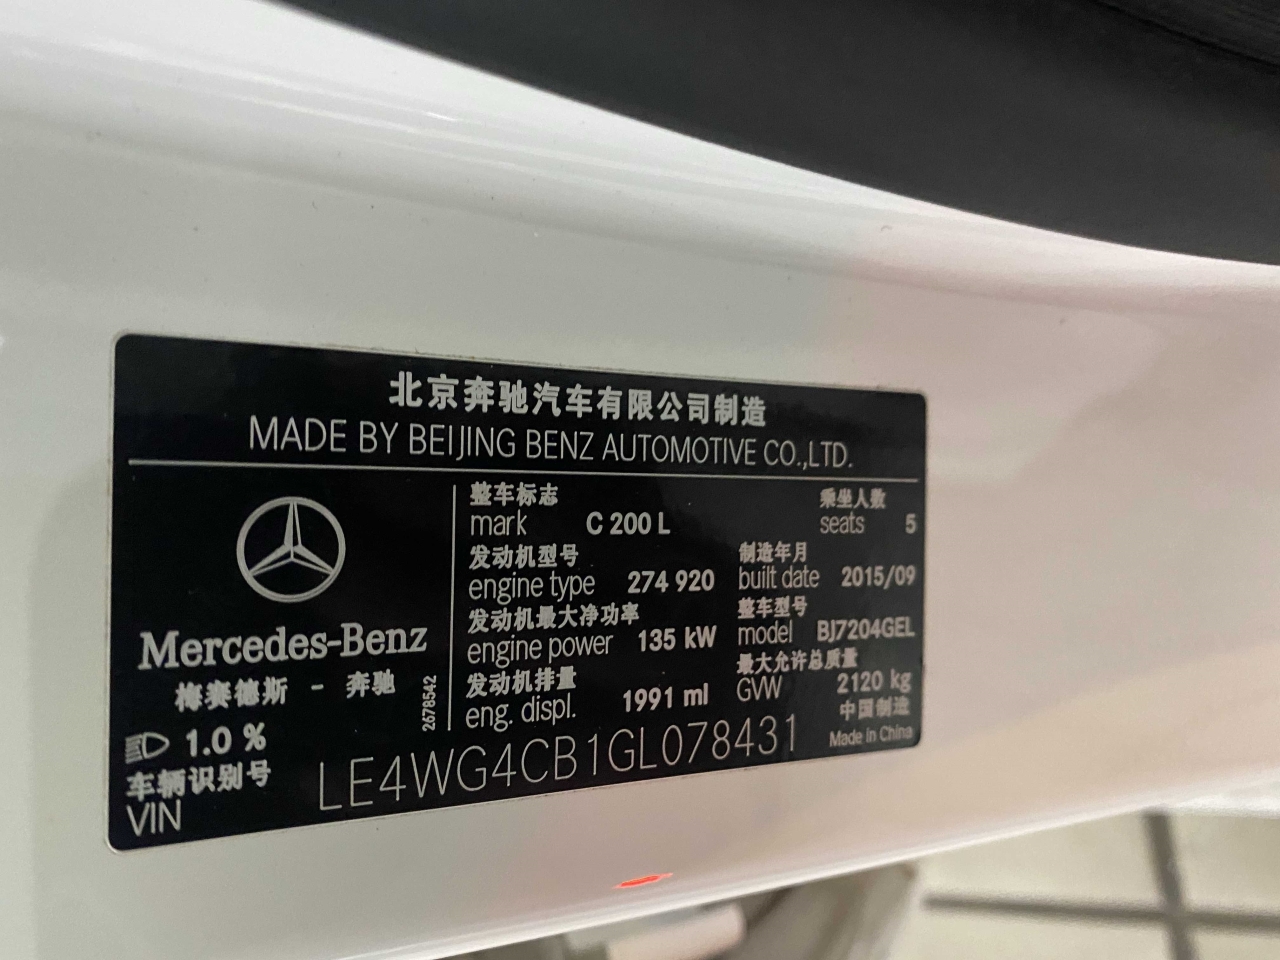 北京奔驰汽车有限公司制造
MADE BY BEIJING BENZ AUTOMOTIVE CO.,LTD.
Mercedes-Benz
梅赛德斯 - 奔驰
1.0 %
2678542
整车标志
mark C 200 L
乘坐人数
seats 5
发动机型号
engine type 274 920
制造年月
built date 2015/09
发动机最大净功率
engine power 135 kW
整车型号
model BJ7204GEL
发动机排量
eng. displ. 1991 ml
最大允许总质量
GVW 2120 kg
中国制造
Made in China
车辆识别号
VIN LE4WG4CB1GL078431